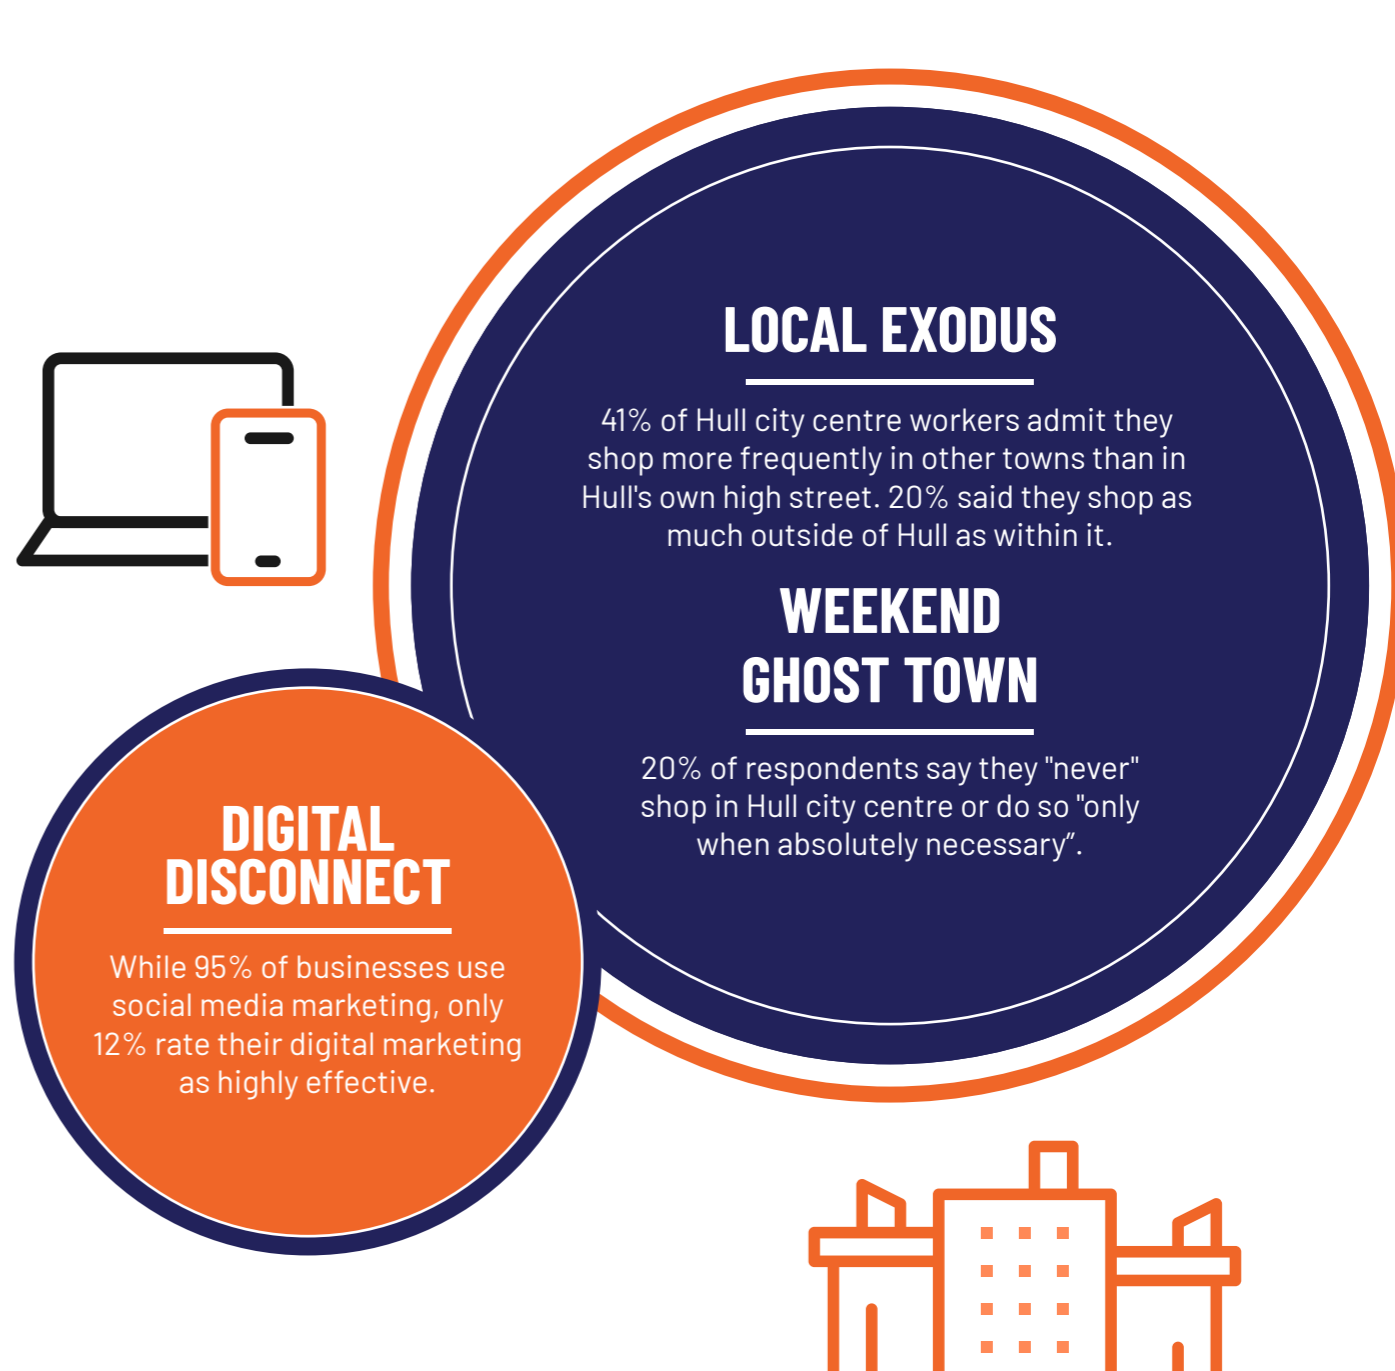 LOCAL EXODUS
41% of Hull city centre workers admit they
shop more frequently in other towns than in
Hull's own high street. 20% said they shop as
much outside of Hull as within it.
WEEKEND
GHOST TOWN
20% of respondents say they "never"
shop in Hull city centre or do so "only
when absolutely necessary”.
DIGITAL
DISCONNECT
While 95% of businesses use
social media marketing, only
12% rate their digital marketing
as highly effective.